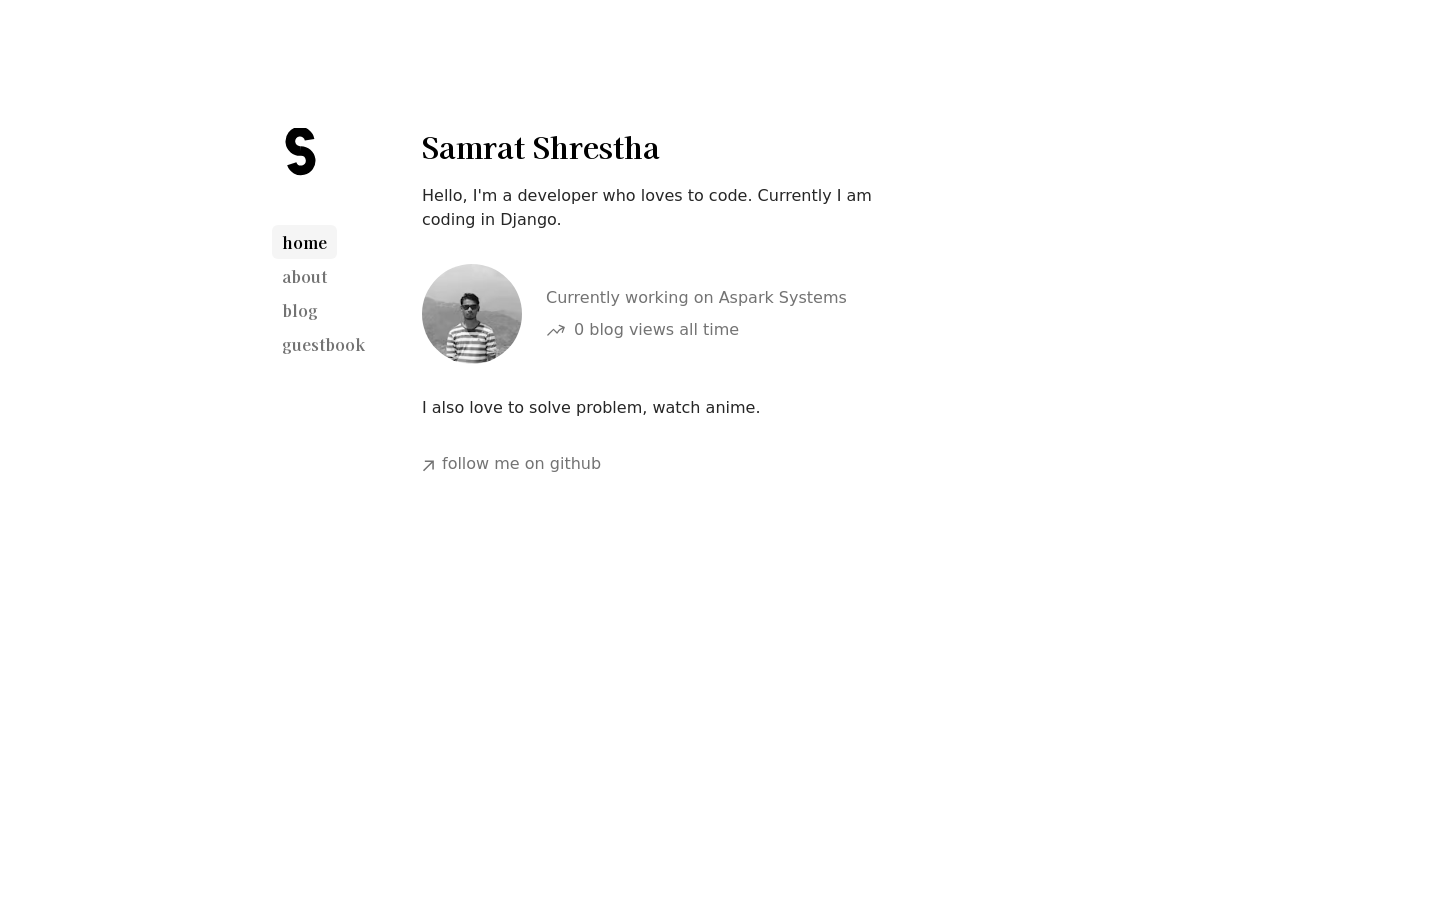 S
home
about
blog
guestbook
Samrat Shrestha
Hello, I'm a developer who loves to code. Currently I am
coding in Django.
Currently working on Aspark Systems
0 blog views all time
I also love to solve problem, watch anime.
follow me on github